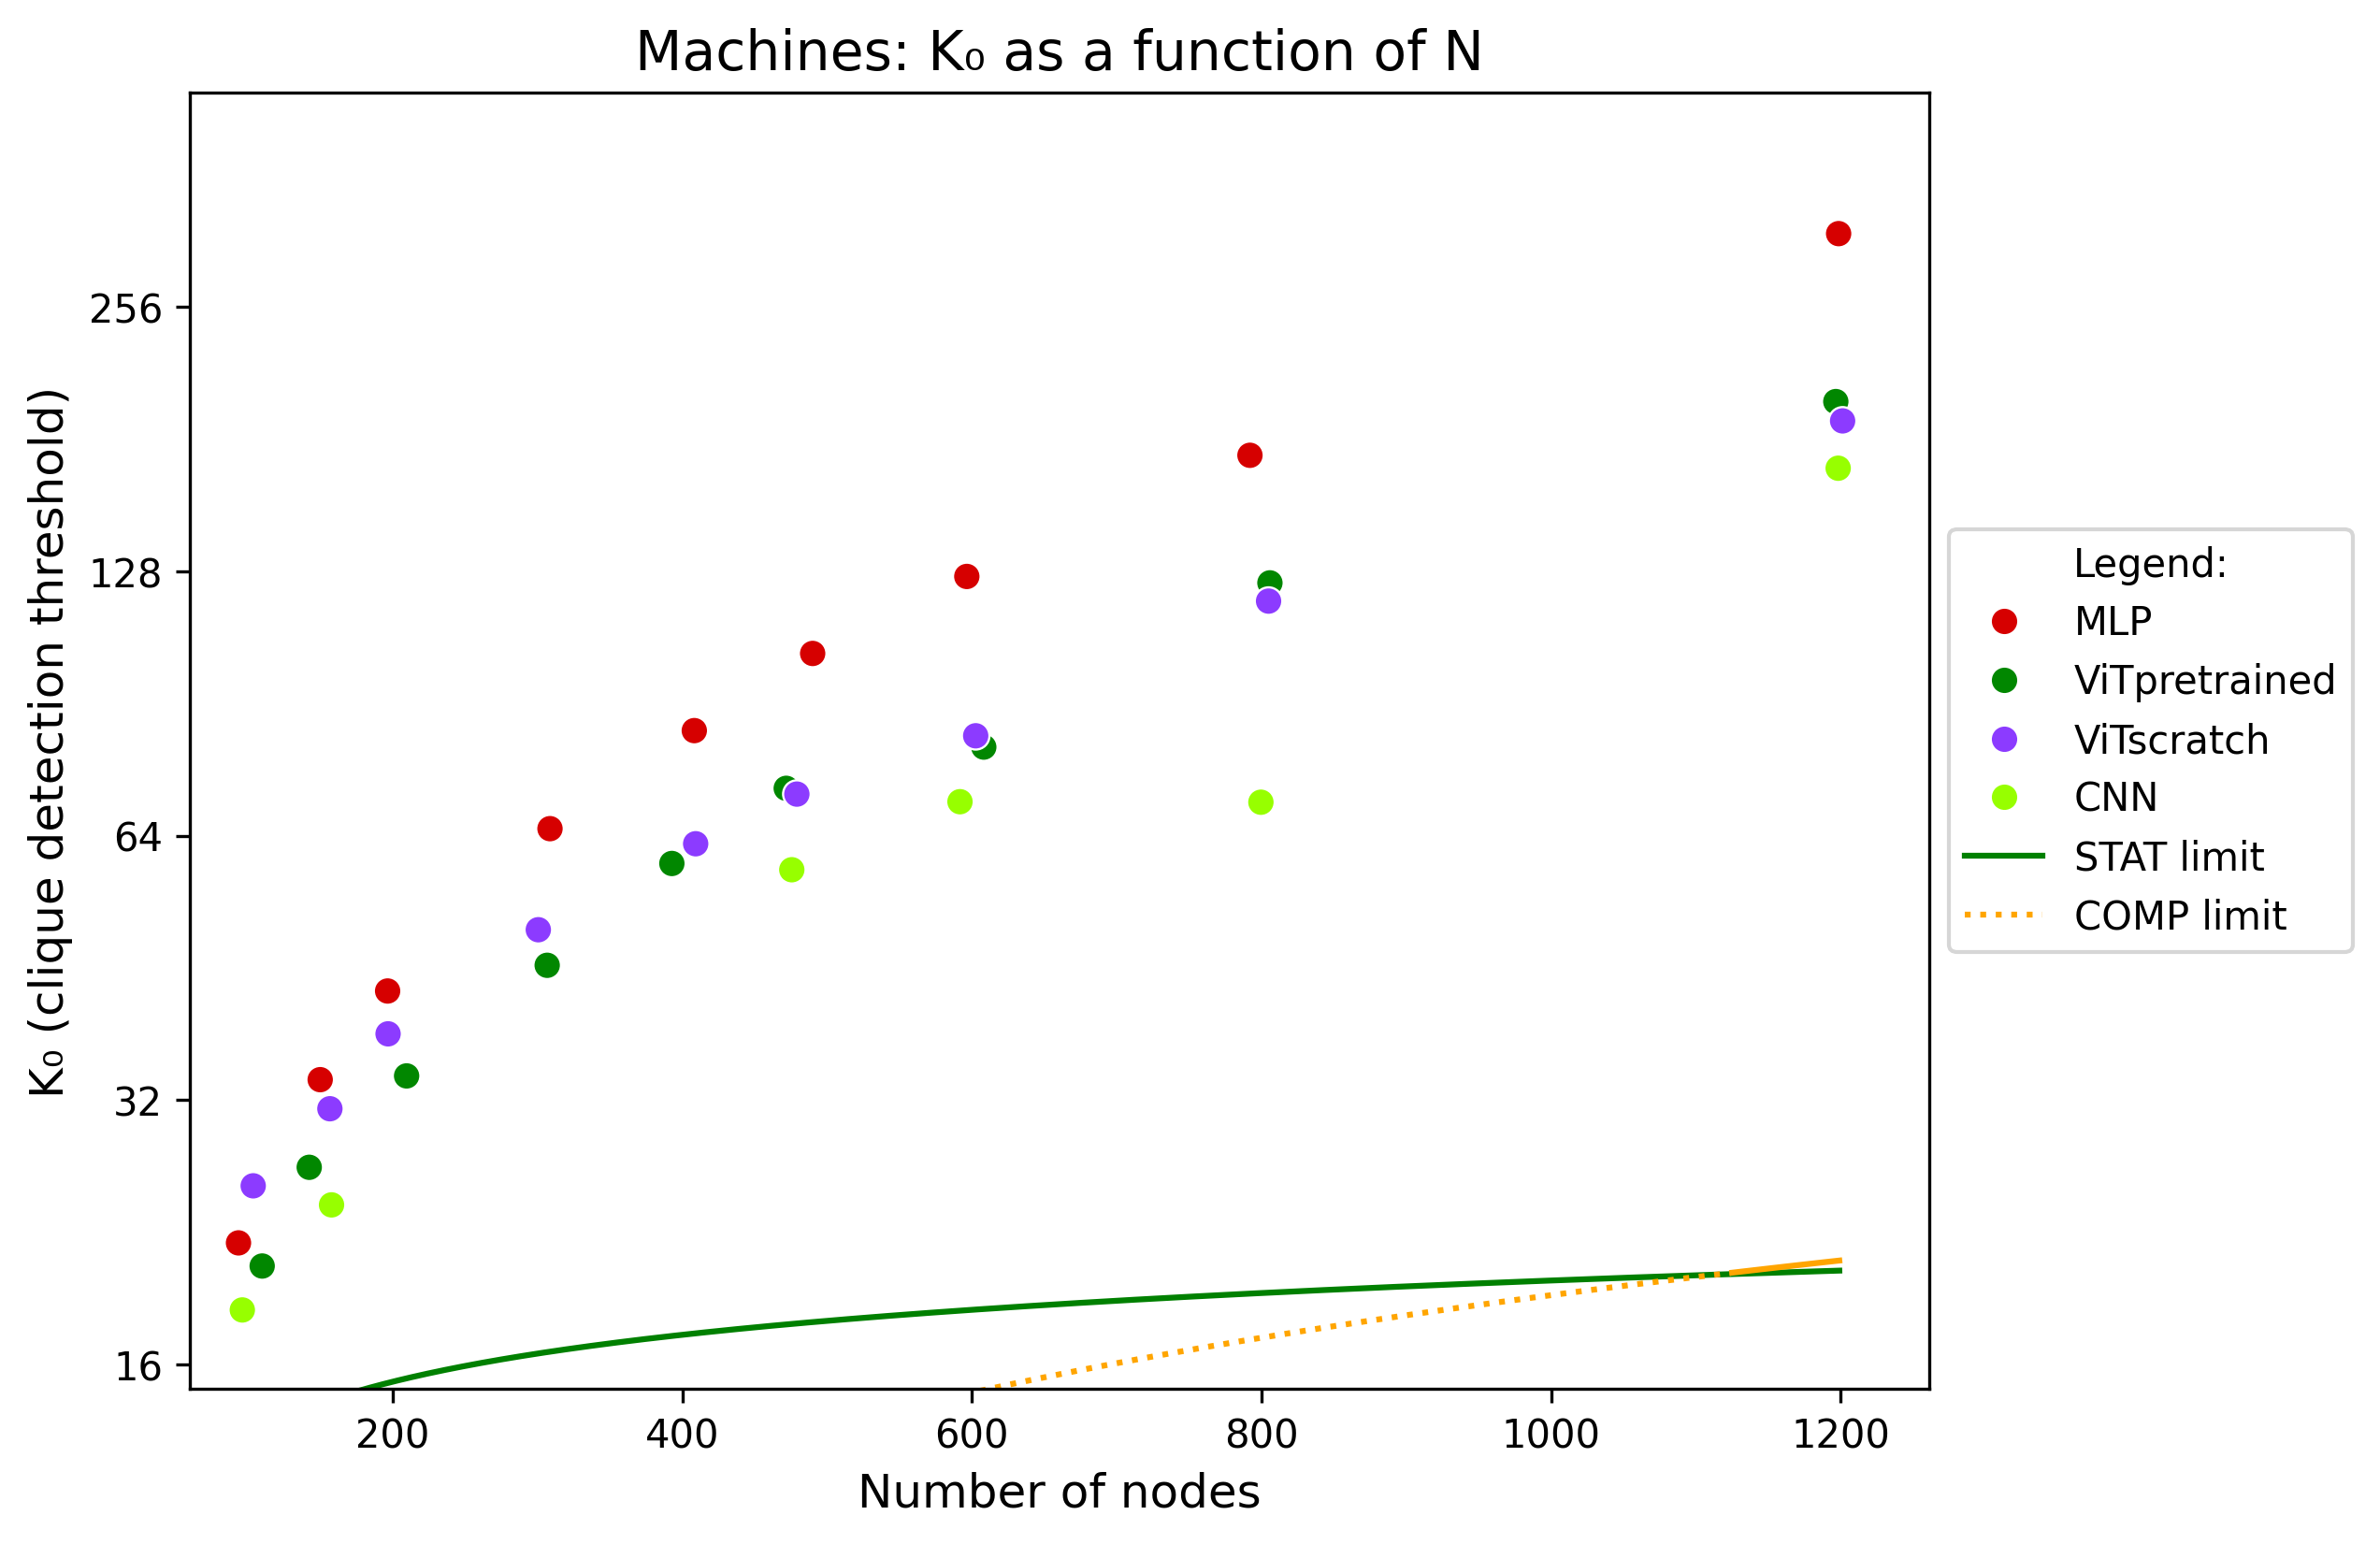 Machines: K₀ as a function of N
K₀ (clique detection threshold)
256
128
64
32
16
200 400 600 800 1000 1200
Number of nodes
Legend:
MLP
ViTpretrained
ViTscratch
CNN
STAT limit
COMP limit